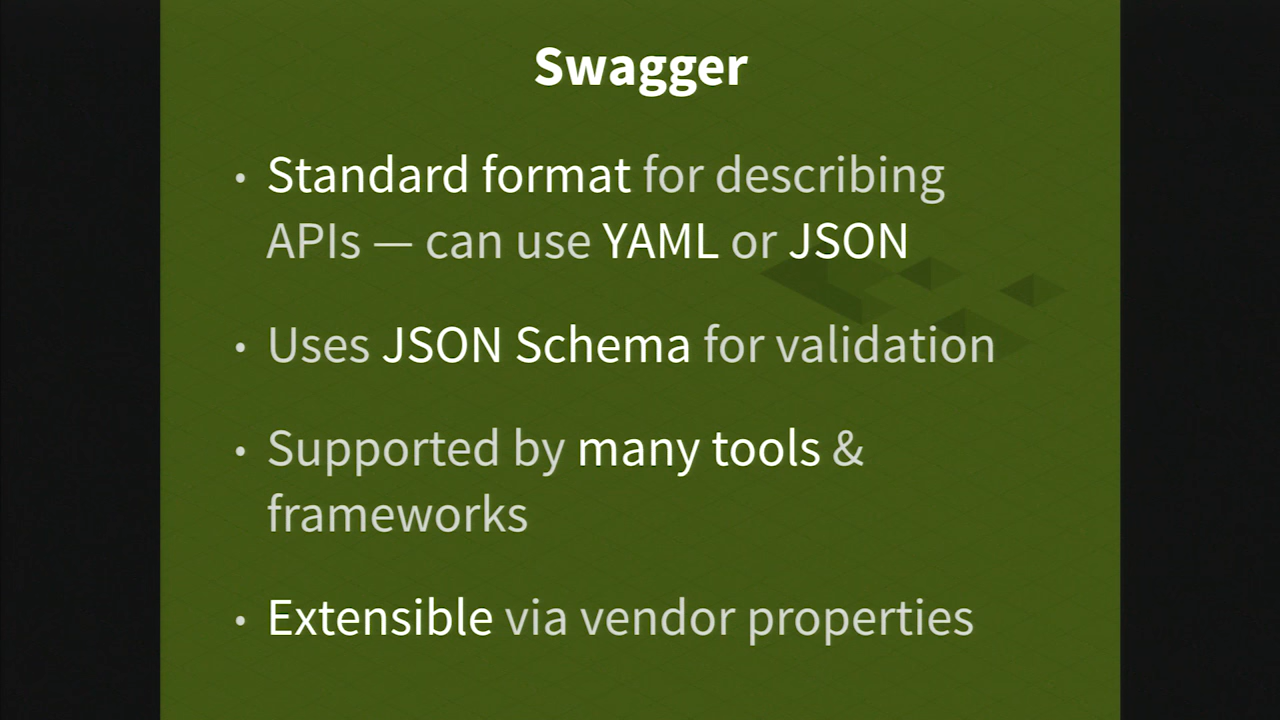 Swagger
• Standard format for describing
APIs — can use YAML or JSON
• Uses JSON Schema for validation
• Supported by many tools &
frameworks
• Extensible via vendor properties